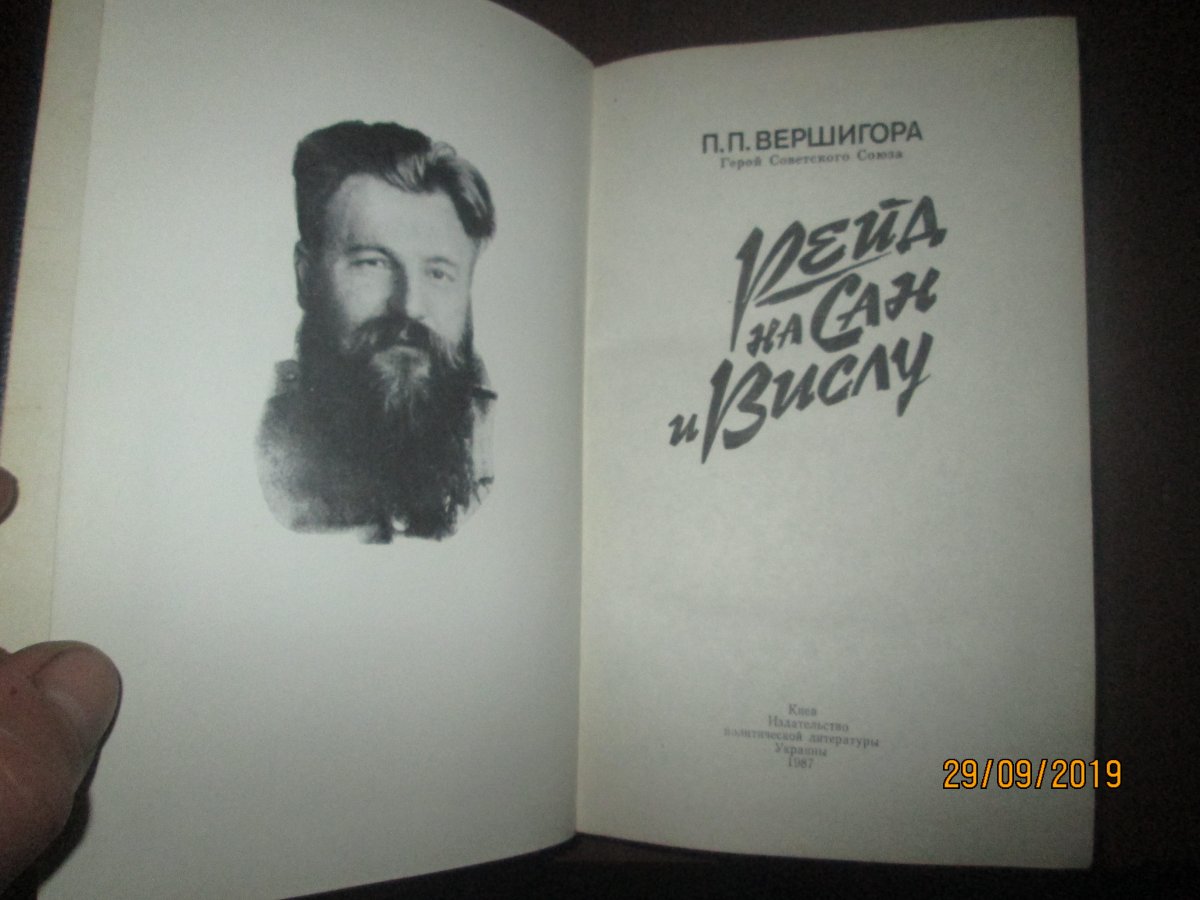 П.П.ВЕРШИГОРА
Герой Советского Союза
Рейд
на Сан
и Вислу
Киев
Издательство
политической литературы
Украины
1987
29/09/2019